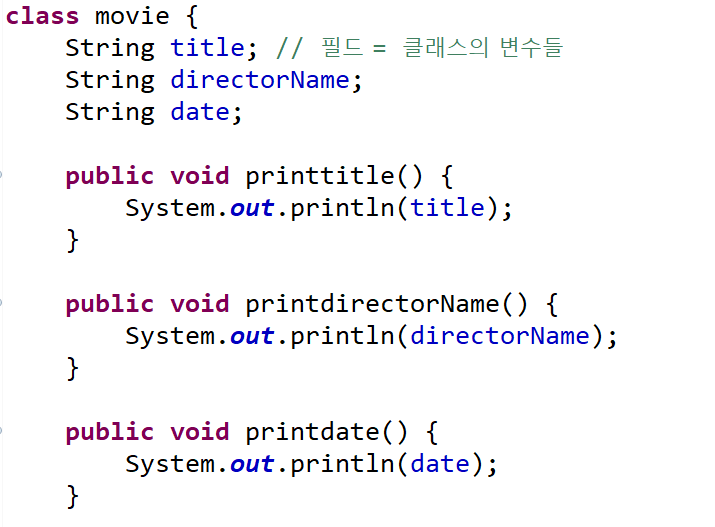 class movie {
    String title; // 필드 = 클래스의 변수들
    String directorName;
    String date;

    public void printtitle() {
        System.out.println(title);
    }

    public void printdirectorName() {
        System.out.println(directorName);
    }

    public void printdate() {
        System.out.println(date);
    }